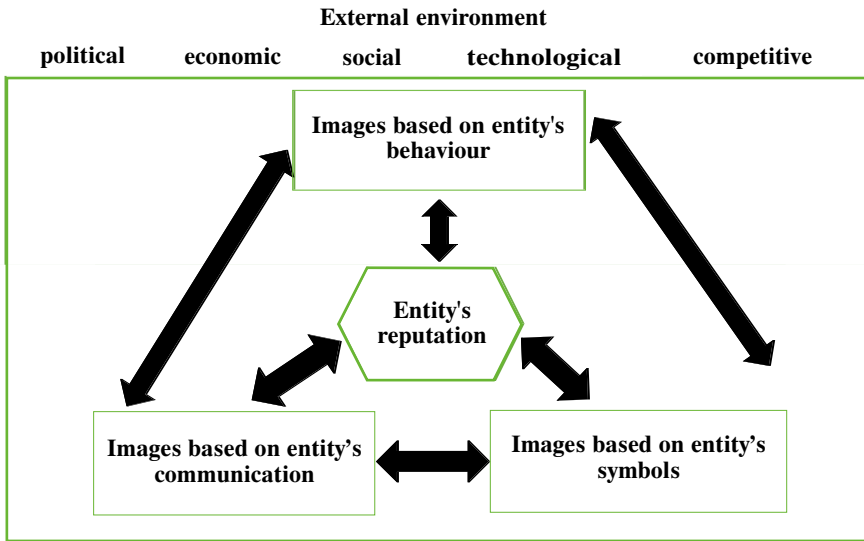 External environment
political economic social technological competitive
Images based on entity's
behaviour
Entity's
reputation
Images based on entity’s
communication
Images based on entity’s
symbols